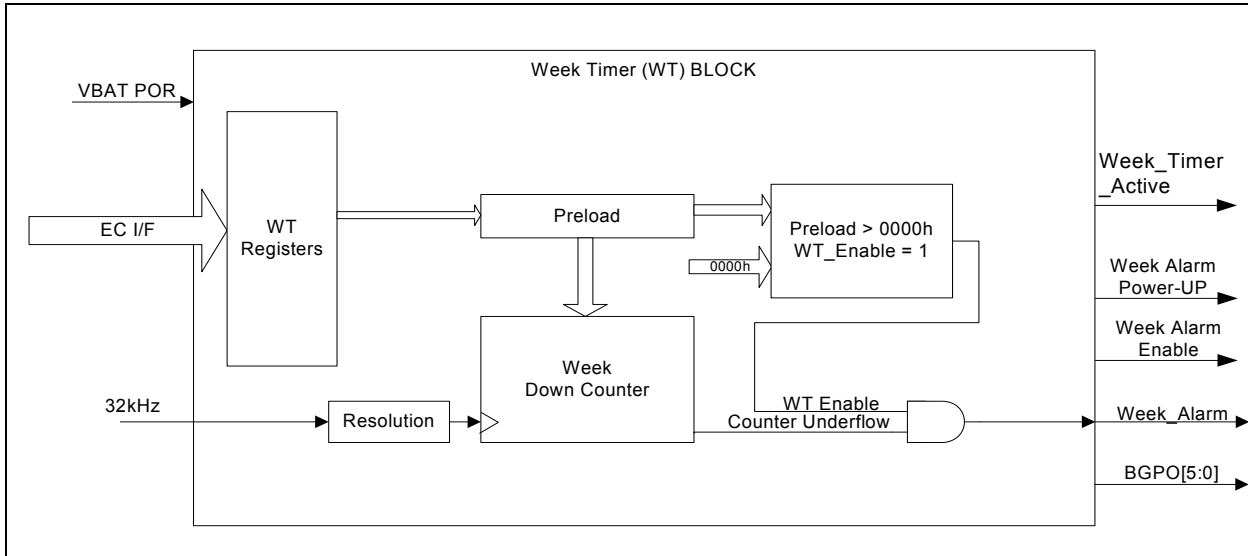 Week Timer (WT) BLOCK
VBAT POR
EC I/F
WT
Registers
Preload
0000h
Preload > 0000h
WT_Enable = 1
Week_Timer
_Active
Week Alarm
Power-UP
Week Alarm
Enable
Week
Down Counter
32kHz
Resolution
WT Enable
Counter Underflow
Week_Alarm
BGPO[5:0]